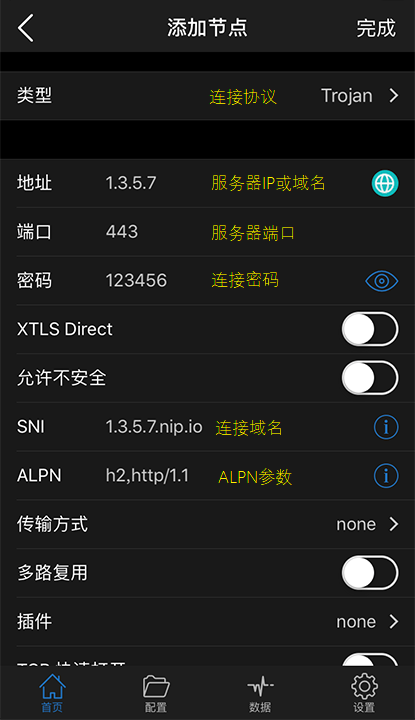 添加节点 完成
类型 连接协议 Trojan
地址 1.3.5.7 服务器IP或域名
端口 443 服务器端口
密码 123456 连接密码
XTLS Direct
允许不安全
SNI 1.3.5.7.nip.io 连接域名
ALPN h2,http/1.1 ALPN参数
传输方式 none
多路复用
插件 none
TCP 快速打开
首页 配置 数据 设置